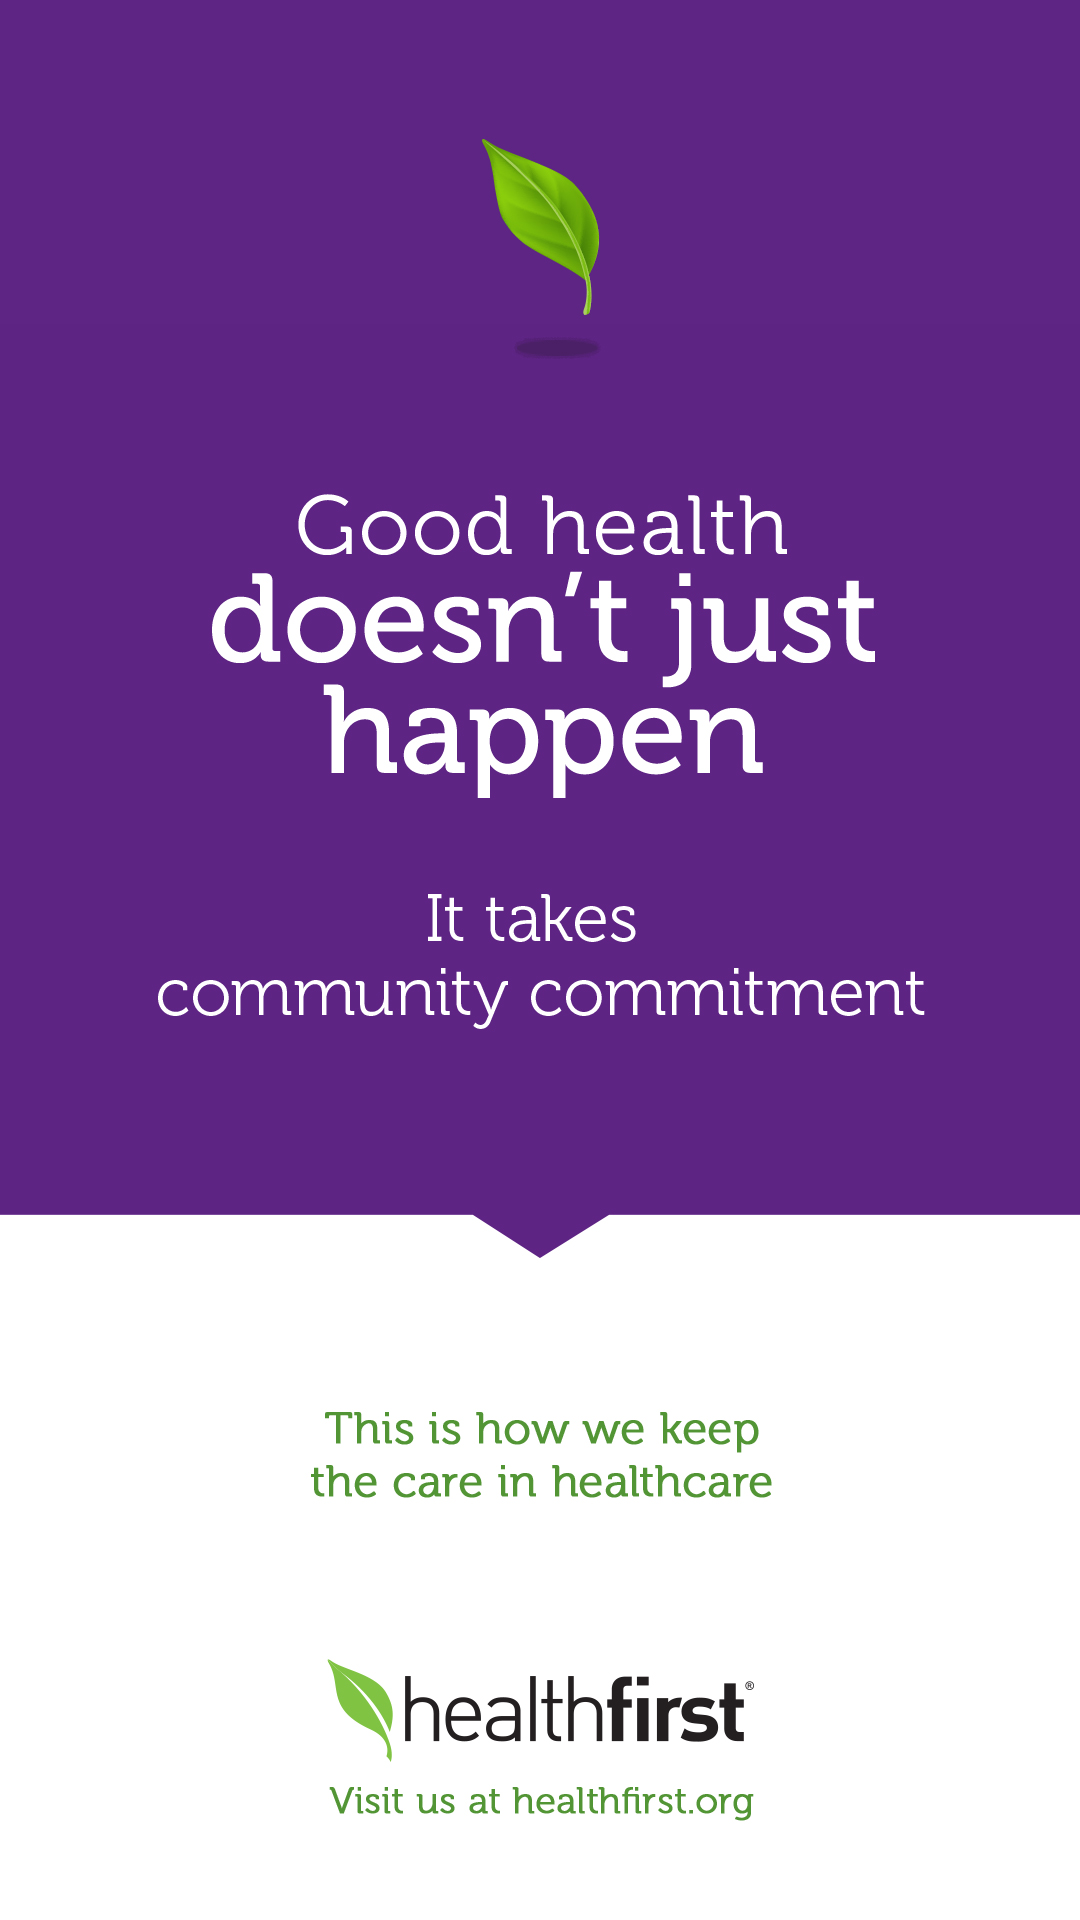 Good health
doesn’t just
happen
It takes
community commitment
This is how we keep
the care in healthcare
healthfirst®
Visit us at healthfirst.org